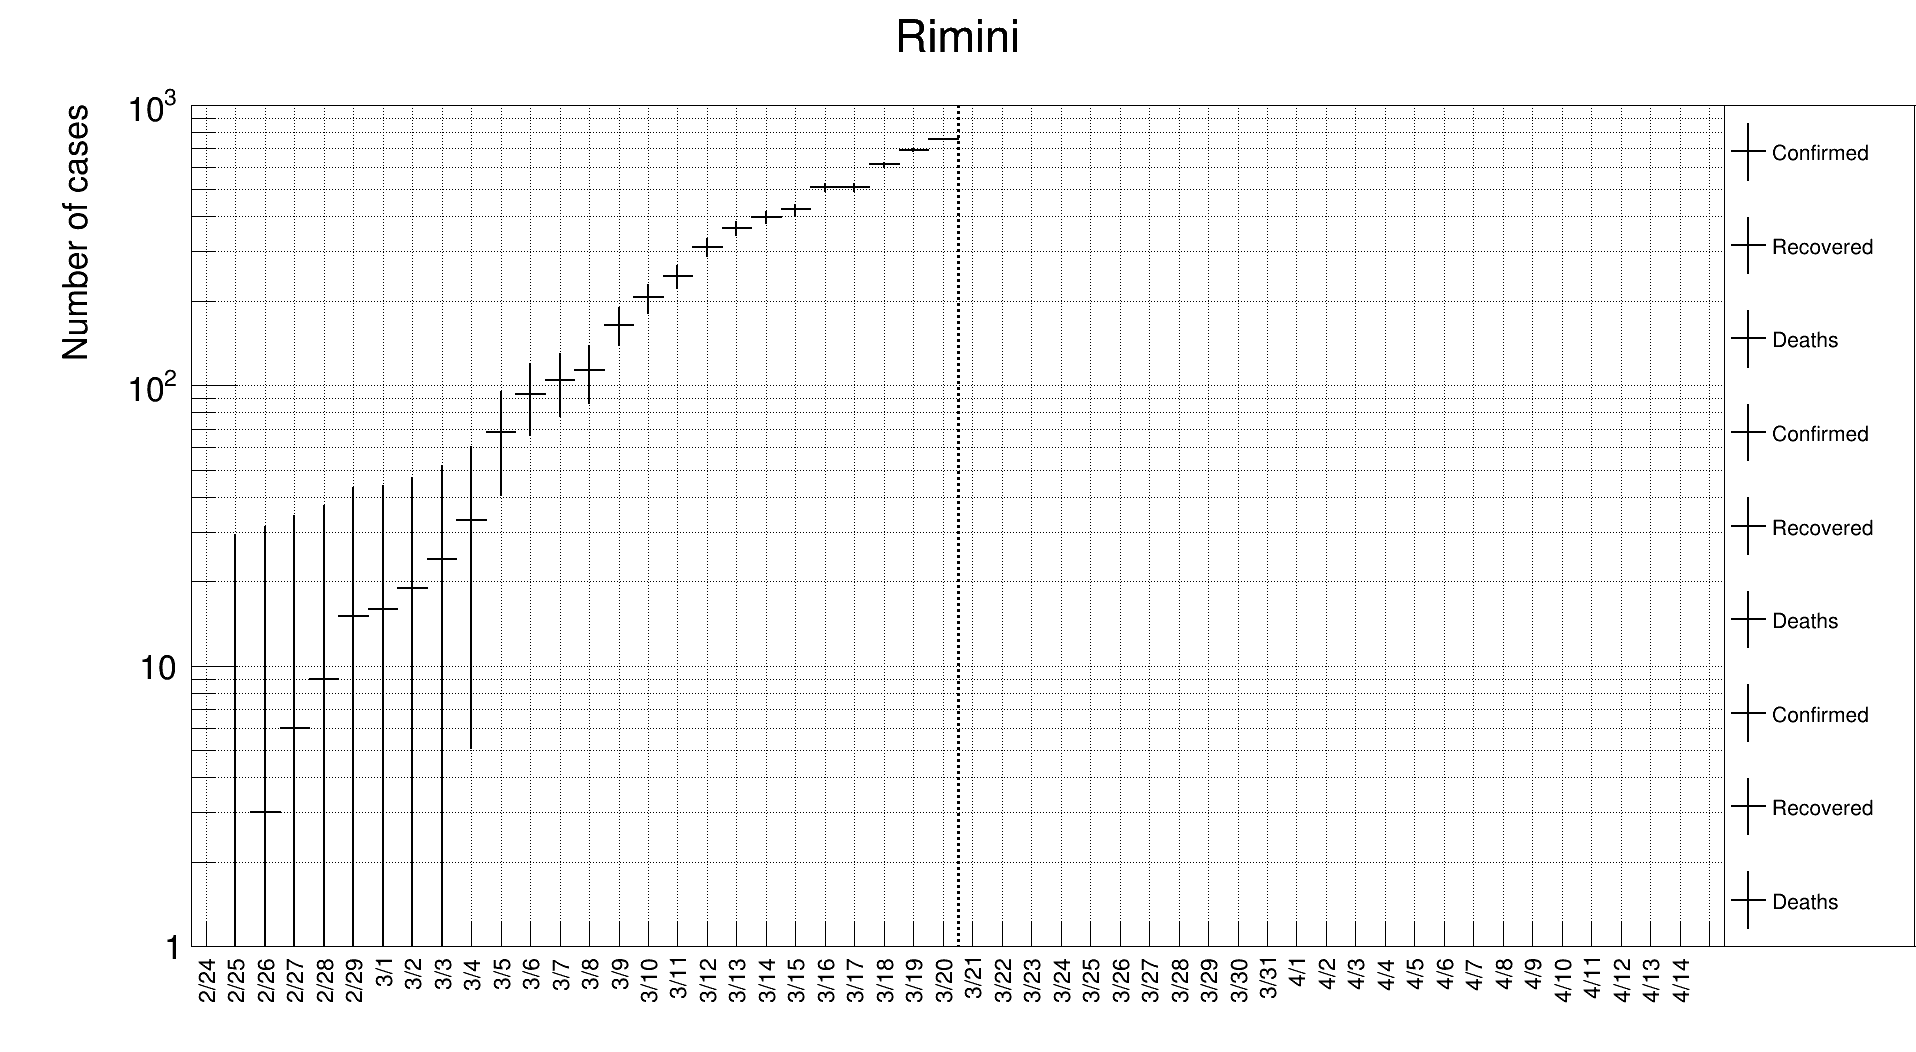 Rimini
Number of cases
10³
10²
10
1
2/24 2/25 2/26 2/27 2/28 2/29 3/1 3/2 3/3 3/4 3/5 3/6 3/7 3/8 3/9 3/10 3/11 3/12 3/13 3/14 3/15 3/16 3/17 3/18 3/19 3/20 3/21 3/22 3/23 3/24 3/25 3/26 3/27 3/28 3/29 3/30 3/31 4/1 4/2 4/3 4/4 4/5 4/6 4/7 4/8 4/9 4/10 4/11 4/12 4/13 4/14
Confirmed
Recovered
Deaths
Confirmed
Recovered
Deaths
Confirmed
Recovered
Deaths